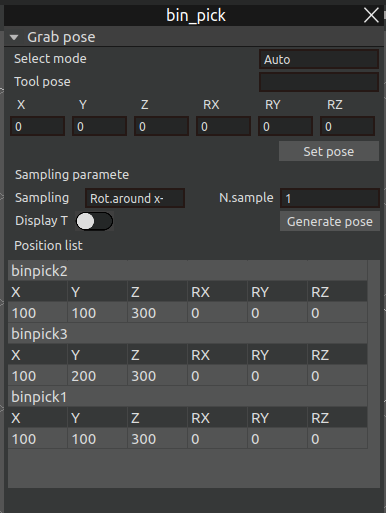 bin_pick
Grab pose
Select mode Auto
Tool pose
X Y Z RX RY RZ
0 0 0 0 0 0
Set pose
Sampling paramete
Sampling Rot.around x- N.sample 1
Display T Generate pose
Position list
binpick2
X Y Z RX RY RZ
100 100 300 0 0 0
binpick3
X Y Z RX RY RZ
100 200 300 0 0 0
binpick1
X Y Z RX RY RZ
100 100 300 0 0 0